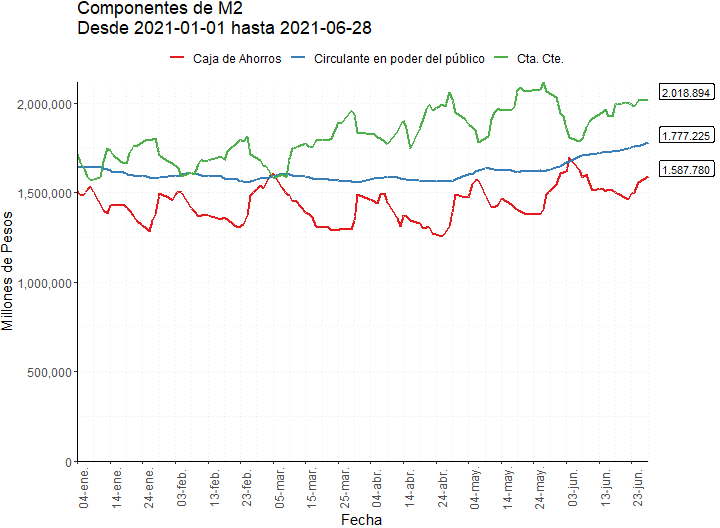 Componentes de M2
Desde 2021-01-01 hasta 2021-06-28
Caja de Ahorros Circulante en poder del público Cta. Cte.
Millones de Pesos
2,000,000
1,500,000
1,000,000
500,000
0
2.018.894
1.777.225
1.587.780
04-ene.
14-ene.
24-ene.
03-feb.
13-feb.
23-feb.
05-mar.
15-mar.
25-mar.
04-abr.
14-abr.
24-abr.
04-may.
14-may.
24-may.
03-jun.
13-jun.
23-jun.
Fecha